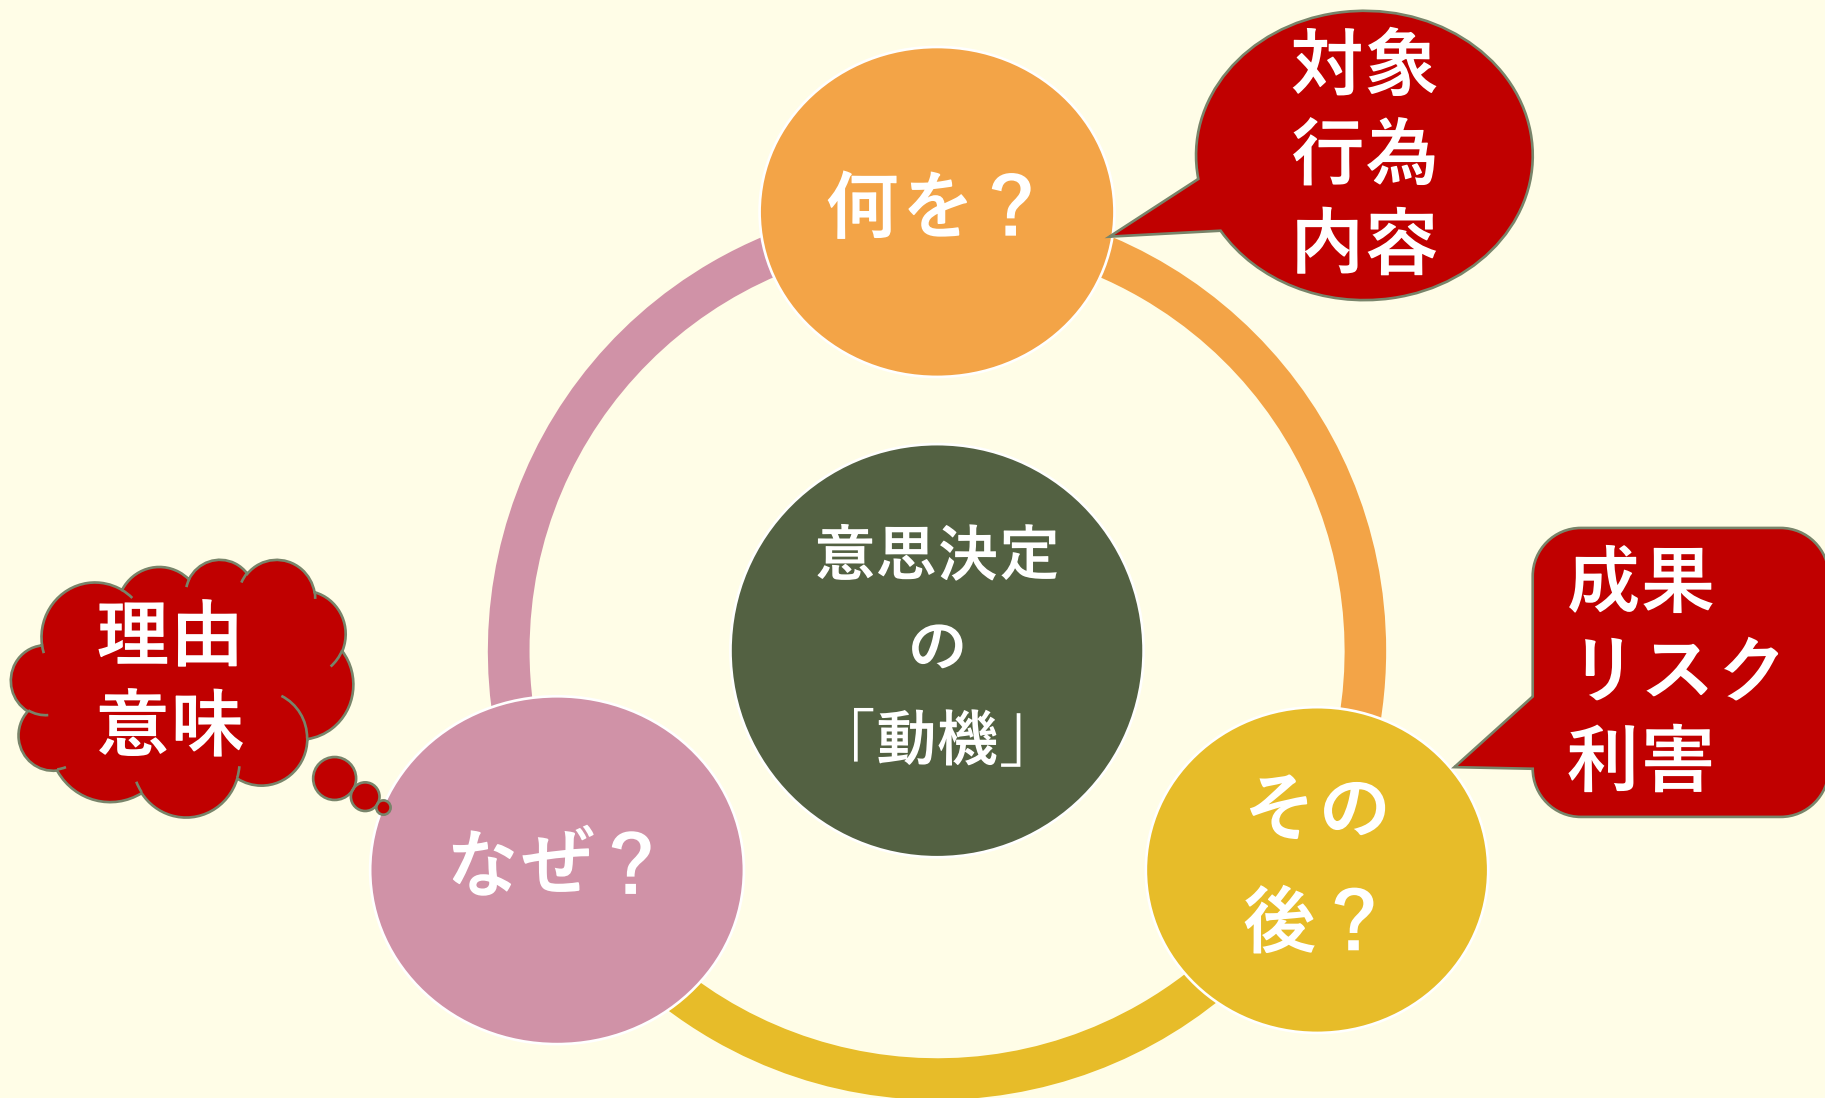 何を？
対象
行為
内容
意思決定
の
「動機」
理由
意味
なぜ？
その
後？
成果
リスク
利害